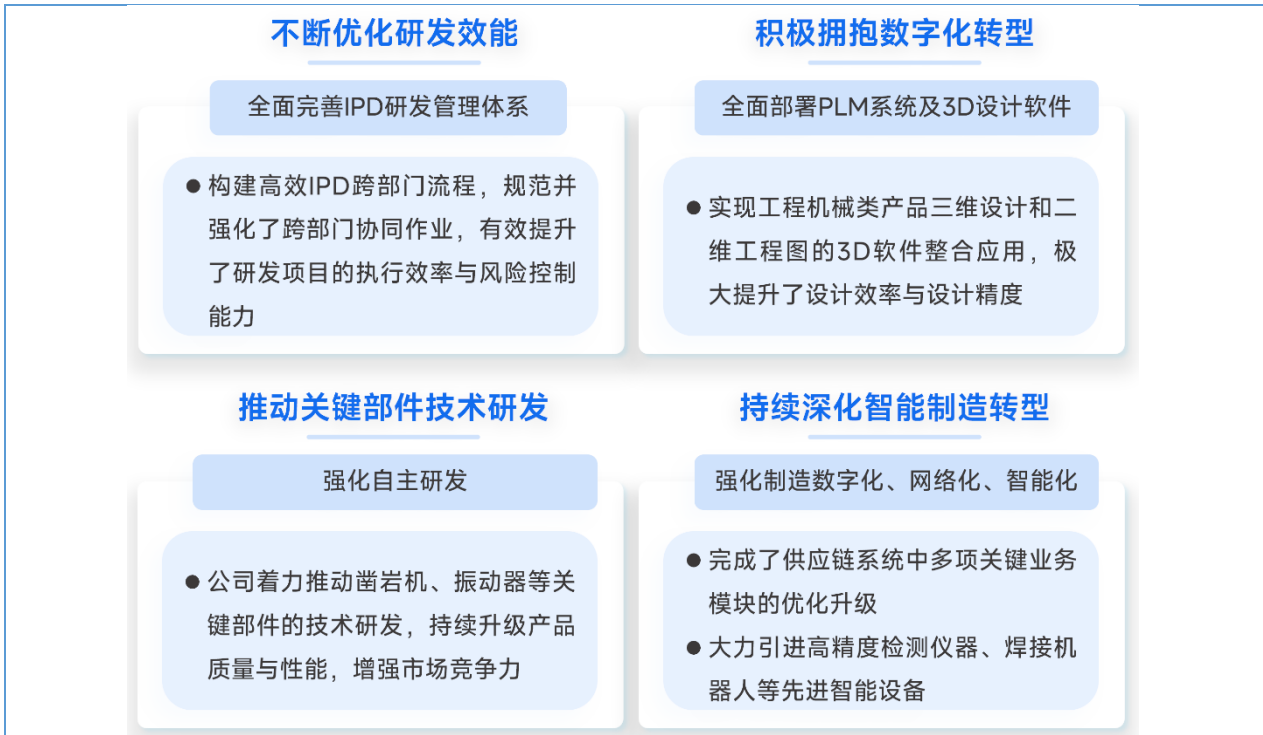 不断优化研发效能
全面完善IPD研发管理体系
● 构建高效IPD跨部门流程，规范并
强化了跨部门协同作业，有效提升
了研发项目的执行效率与风险控制
能力
积极拥抱数字化转型
全面部署PLM系统及3D设计软件
● 实现工程机械类产品三维设计和二
维工程图的3D软件整合应用，极
大提升了设计效率与设计精度
推动关键部件技术研发
强化自主研发
● 公司着力推动凿岩机、振动器等关
键部件的技术研发，持续升级产品
质量与性能，增强市场竞争力
持续深化智能制造转型
强化制造数字化、网络化、智能化
● 完成了供应链系统中多项关键业务
模块的优化升级
● 大力引进高精度检测仪器、焊接机
器人等先进智能设备